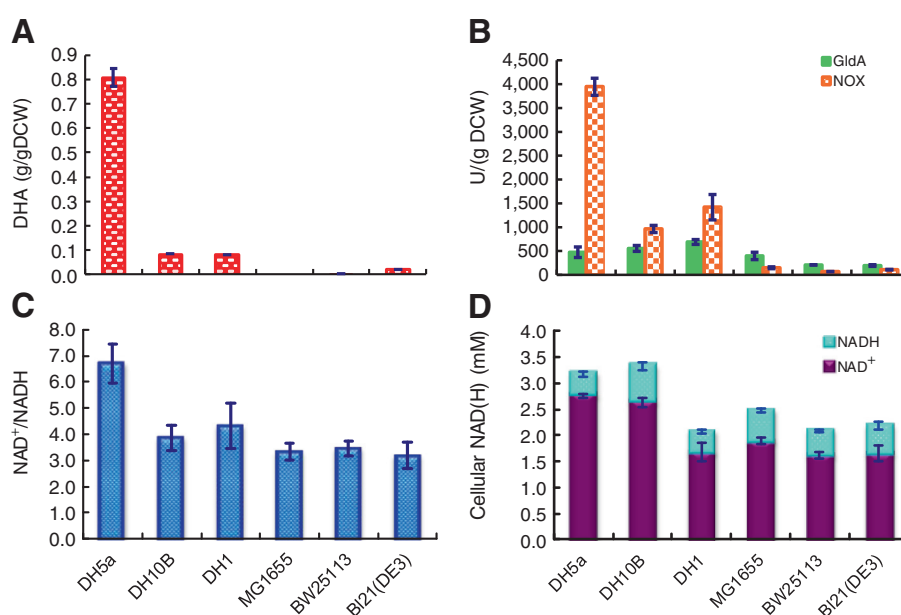 A
DHA (g/gDCW)
0.9
0.8
0.7
0.6
0.5
0.4
0.3
0.2
0.1
0.0
B
U/(g DCW)
4,500
4,000
3,500
3,000
2,500
2,000
1,500
1,000
500
0
GldA
NOX
C
NAD+/NADH
8.0
7.0
6.0
5.0
4.0
3.0
2.0
1.0
0.0
DH5a
DH10B
DH1
MG1655
BW25113
Bl21(DE3)
D
Cellular NAD(H) (mM)
4.0
3.5
3.0
2.5
2.0
1.5
1.0
0.5
0.0
NADH
NAD+
DH5a
DH10B
DH1
MG1655
BW25113
Bl21(DE3)